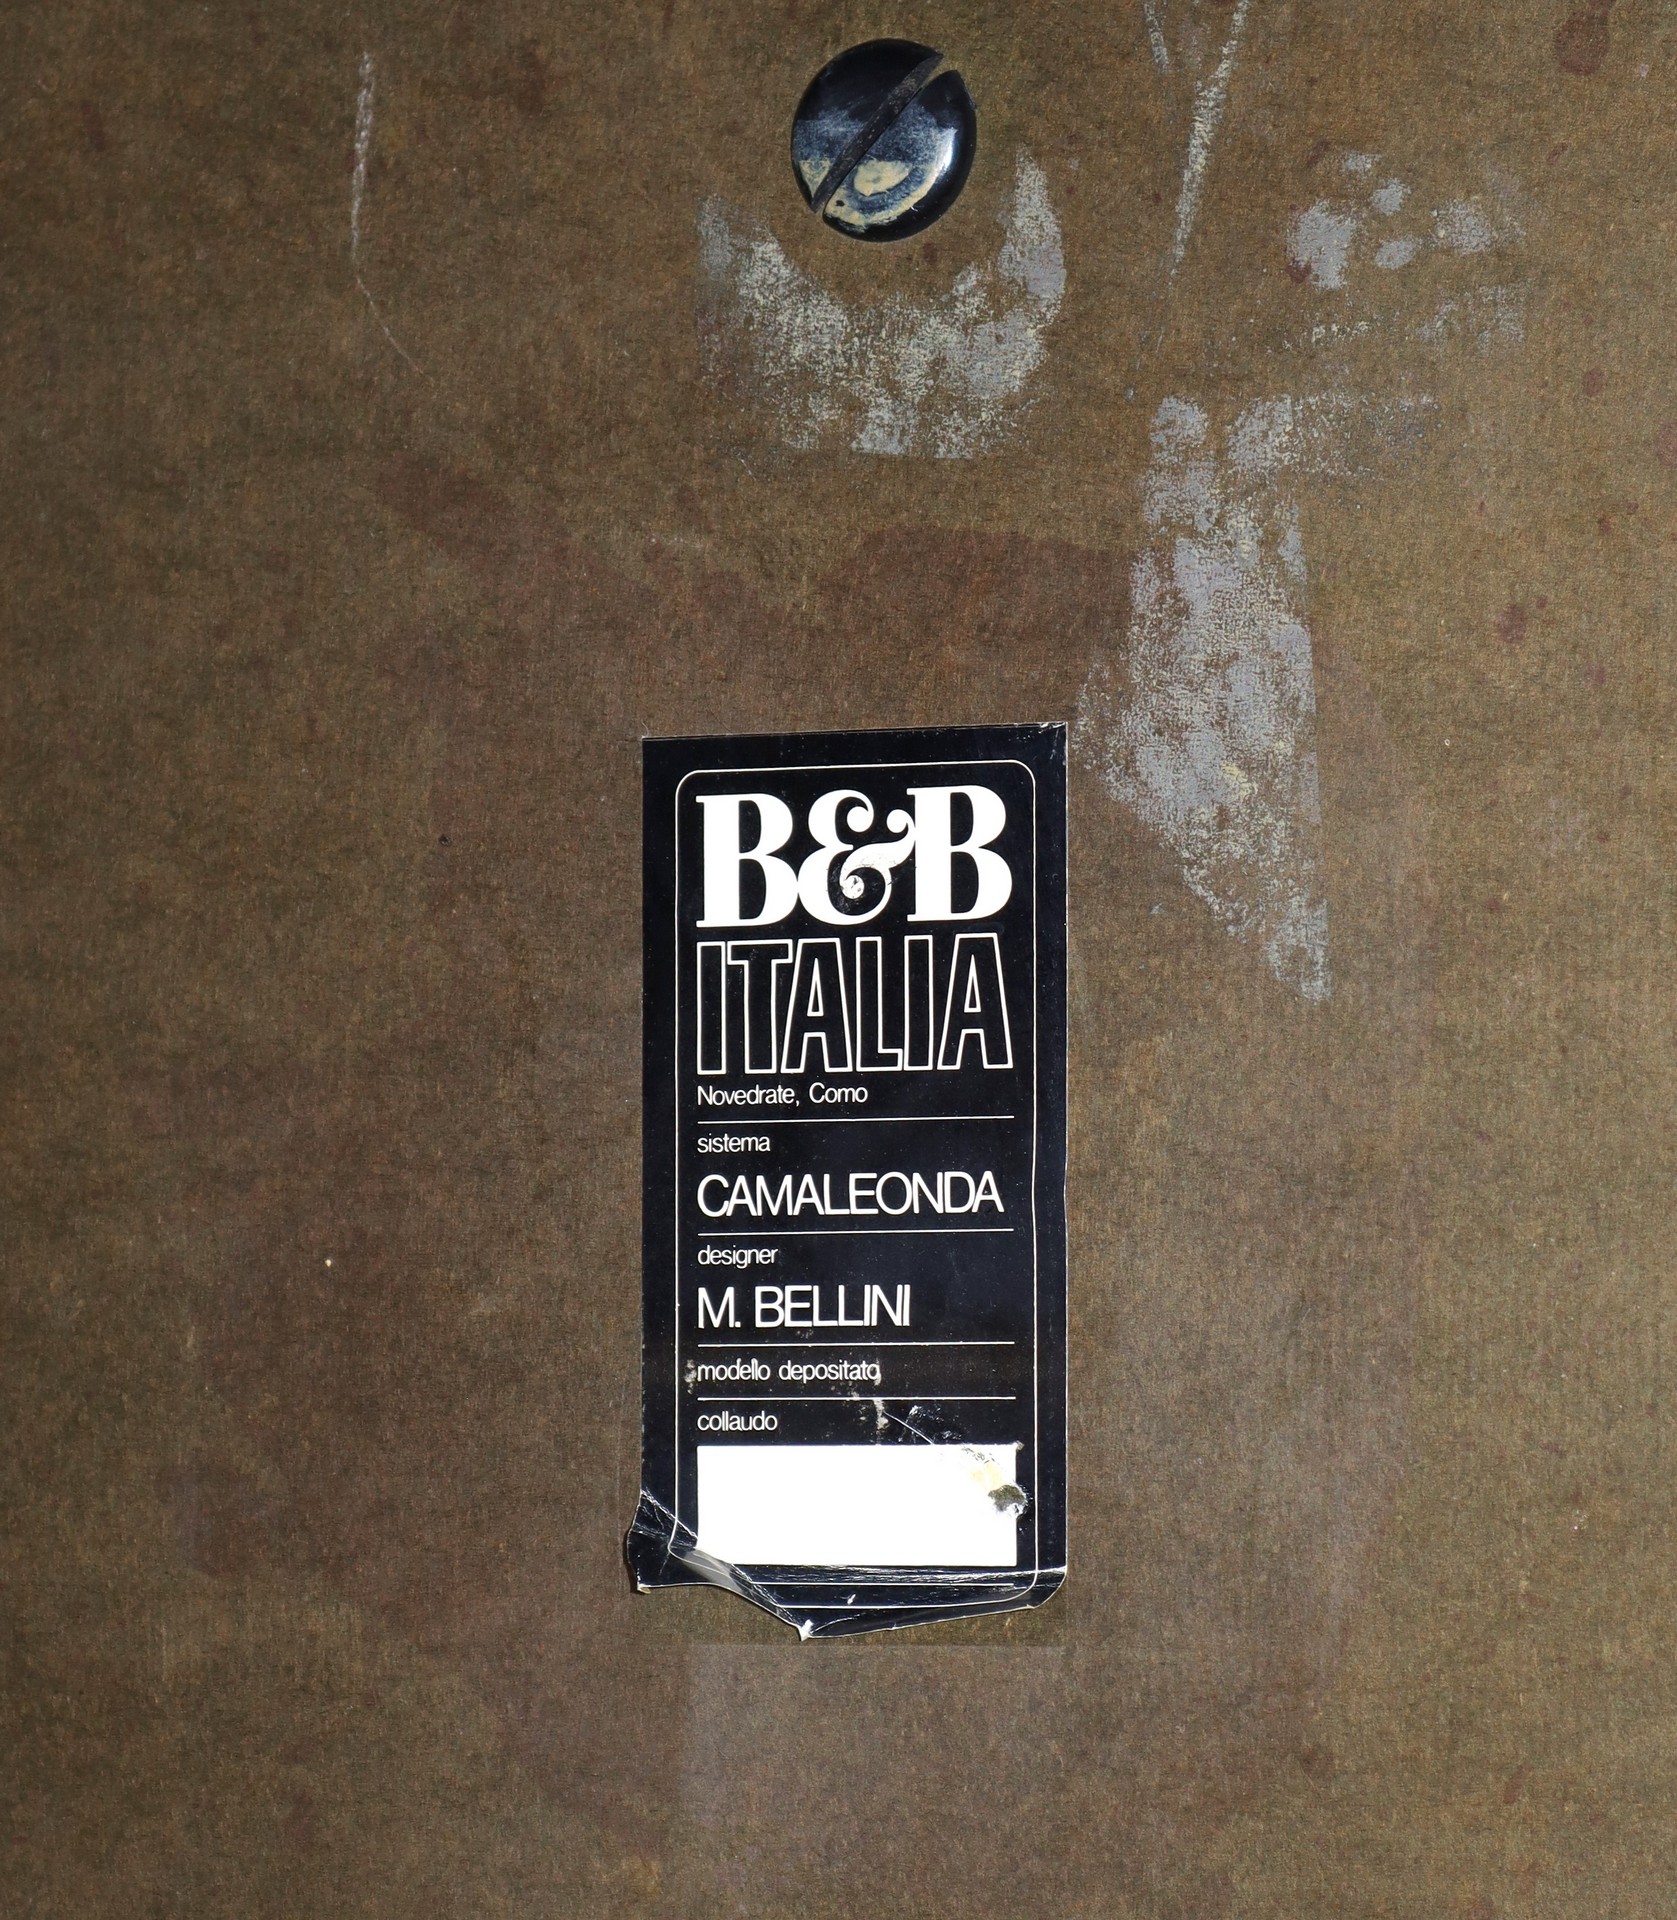 B&B
ITALIA
Novedrate, Como
sistema
CAMALEONDA
designer
M. BELLINI
modello depositato
collaudo